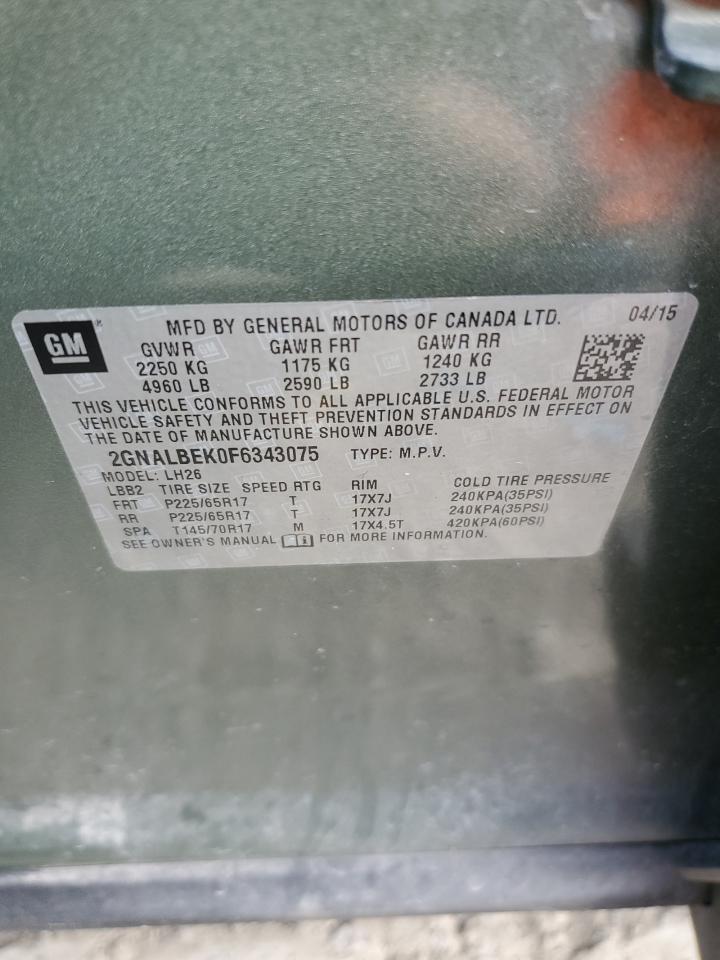 GM MFD BY GENERAL MOTORS OF CANADA LTD. 04/15
GVWR GAWR FRT GAWR RR
2250 KG 1175 KG 1240 KG
4960 LB 2590 LB 2733 LB
THIS VEHICLE CONFORMS TO ALL APPLICABLE U.S. FEDERAL MOTOR
VEHICLE SAFETY AND THEFT PREVENTION STANDARDS IN EFFECT ON
THE DATE OF MANUFACTURE SHOWN ABOVE.
2GNALBEK0F6343075 TYPE: M.P.V.
MODEL: LH26
LBB2 TIRE SIZE SPEED RTG RIM COLD TIRE PRESSURE
FRT P225/65R17 T 17X7J 240KPA(35PSI)
RR P225/65R17 T 17X7J 240KPA(35PSI)
SPA T145/70R17 M 17X4.5T 420KPA(60PSI)
SEE OWNER'S MANUAL FOR MORE INFORMATION.